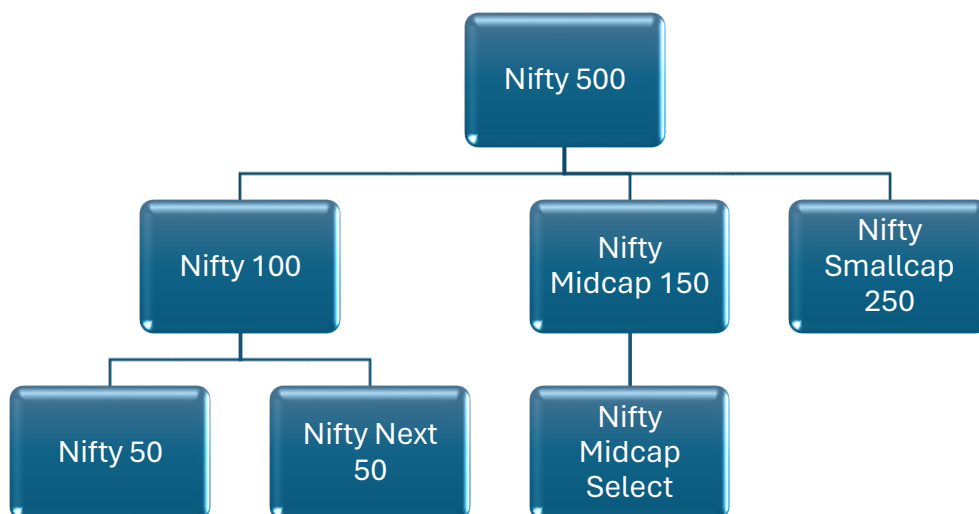 Nifty 500
Nifty 100
Nifty
Midcap 150
Nifty
Smallcap
250
Nifty 50
Nifty Next
50
Nifty
Midcap
Select